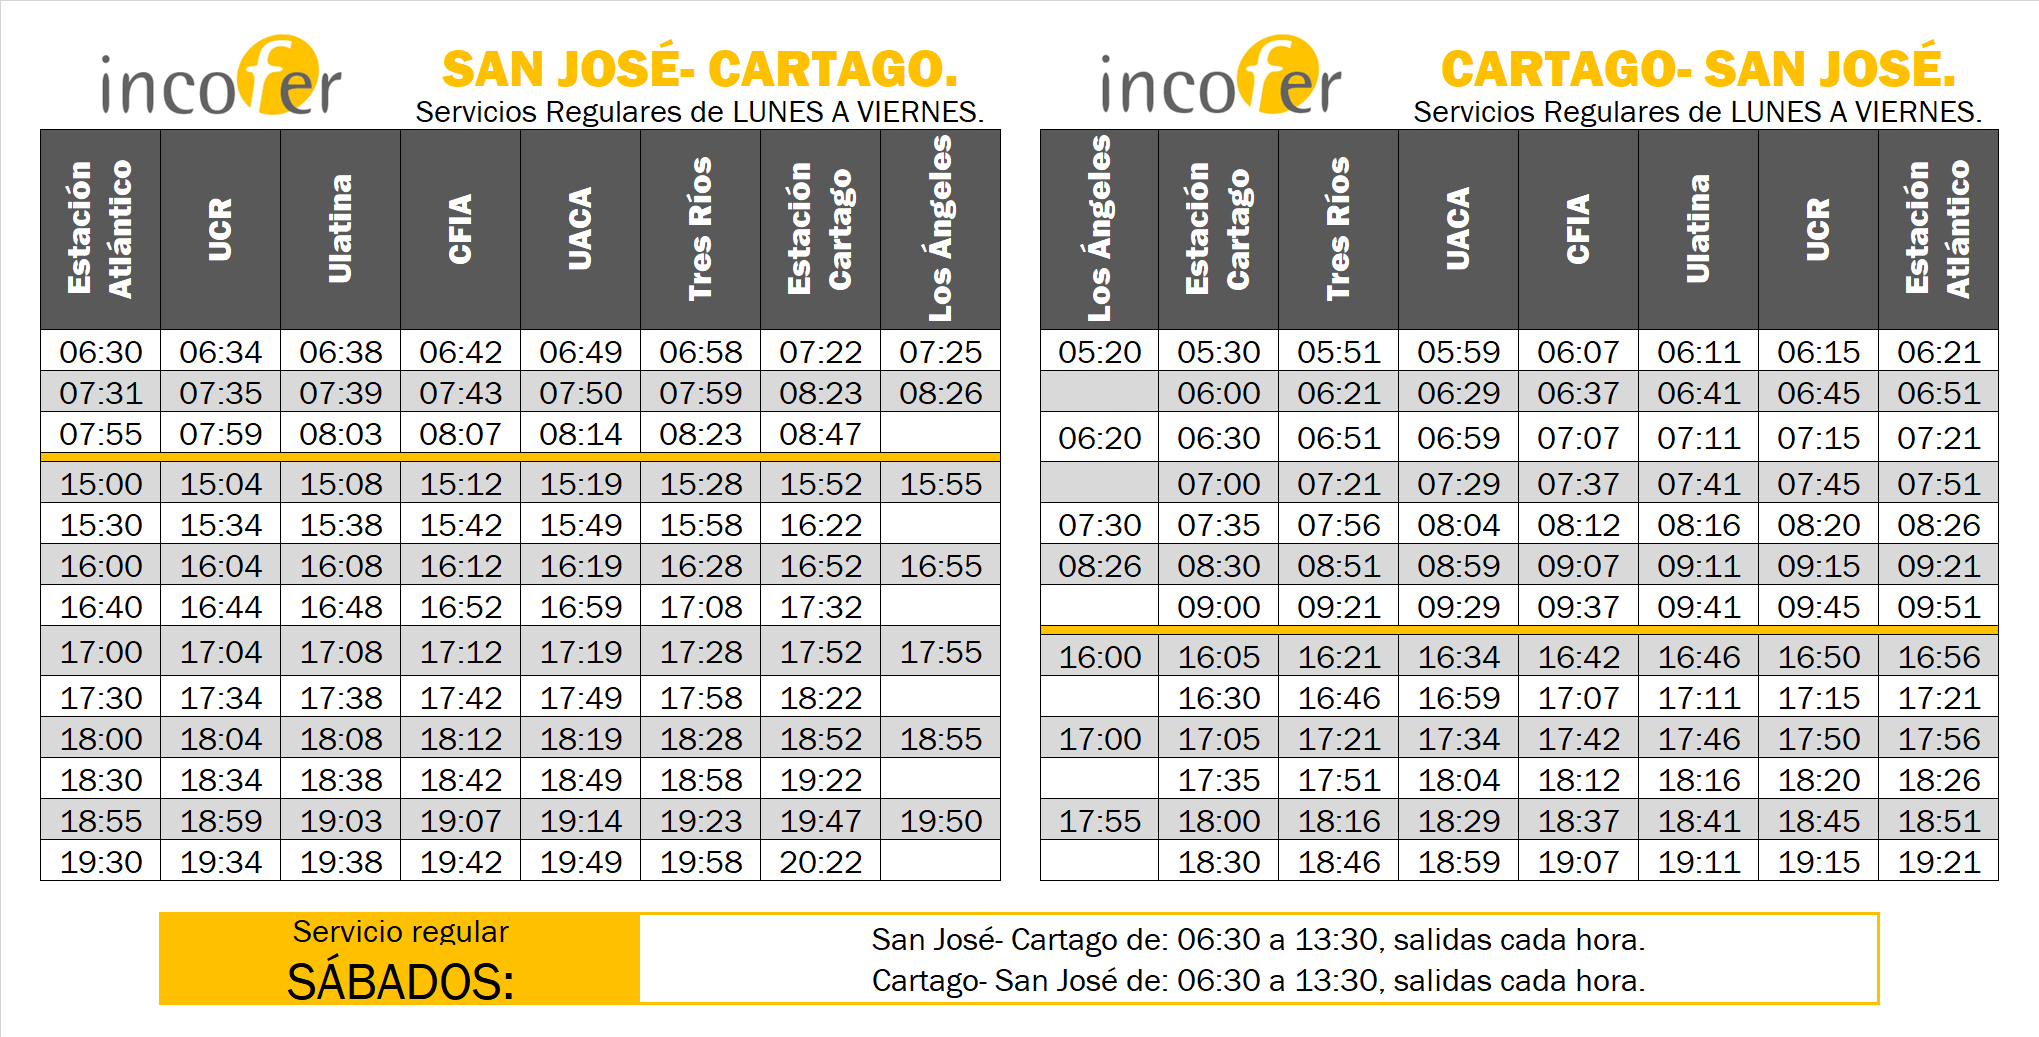 incofer
SAN JOSÉ- CARTAGO.
Servicios Regulares de LUNES A VIERNES.
Estación Atlántico UCR Ulatina CFIA UACA Tres Ríos Estación Cartago Los Ángeles
06:30 06:34 06:38 06:42 06:49 06:58 07:22 07:25
07:31 07:35 07:39 07:43 07:50 07:59 08:23 08:26
07:55 07:59 08:03 08:07 08:14 08:23 08:47
15:00 15:04 15:08 15:12 15:19 15:28 15:52 15:55
15:30 15:34 15:38 15:42 15:49 15:58 16:22
16:00 16:04 16:08 16:12 16:19 16:28 16:52 16:55
16:40 16:44 16:48 16:52 16:59 17:08 17:32
17:00 17:04 17:08 17:12 17:19 17:28 17:52 17:55
17:30 17:34 17:38 17:42 17:49 17:58 18:22
18:00 18:04 18:08 18:12 18:19 18:28 18:52 18:55
18:30 18:34 18:38 18:42 18:49 18:58 19:22
18:55 18:59 19:03 19:07 19:14 19:23 19:47 19:50
19:30 19:34 19:38 19:42 19:49 19:58 20:22
incofer
CARTAGO- SAN JOSÉ.
Servicios Regulares de LUNES A VIERNES.
Los Ángeles Estación Cartago Tres Ríos UACA CFIA Ulatina UCR Estación Atlántico
05:20 05:30 05:51 05:59 06:07 06:11 06:15 06:21
06:00 06:21 06:29 06:37 06:41 06:45 06:51
06:20 06:30 06:51 06:59 07:07 07:11 07:15 07:21
07:00 07:21 07:29 07:37 07:41 07:45 07:51
07:30 07:35 07:56 08:04 08:12 08:16 08:20 08:26
08:26 08:30 08:51 08:59 09:07 09:11 09:15 09:21
09:00 09:21 09:29 09:37 09:41 09:45 09:51
16:00 16:05 16:21 16:34 16:42 16:46 16:50 16:56
16:30 16:46 16:59 17:07 17:11 17:15 17:21
17:00 17:05 17:21 17:34 17:42 17:46 17:50 17:56
17:35 17:51 18:04 18:12 18:16 18:20 18:26
17:55 18:00 18:16 18:29 18:37 18:41 18:45 18:51
18:30 18:46 18:59 19:07 19:11 19:15 19:21
Servicio regular
SÁBADOS:
San José- Cartago de: 06:30 a 13:30, salidas cada hora.
Cartago- San José de: 06:30 a 13:30, salidas cada hora.